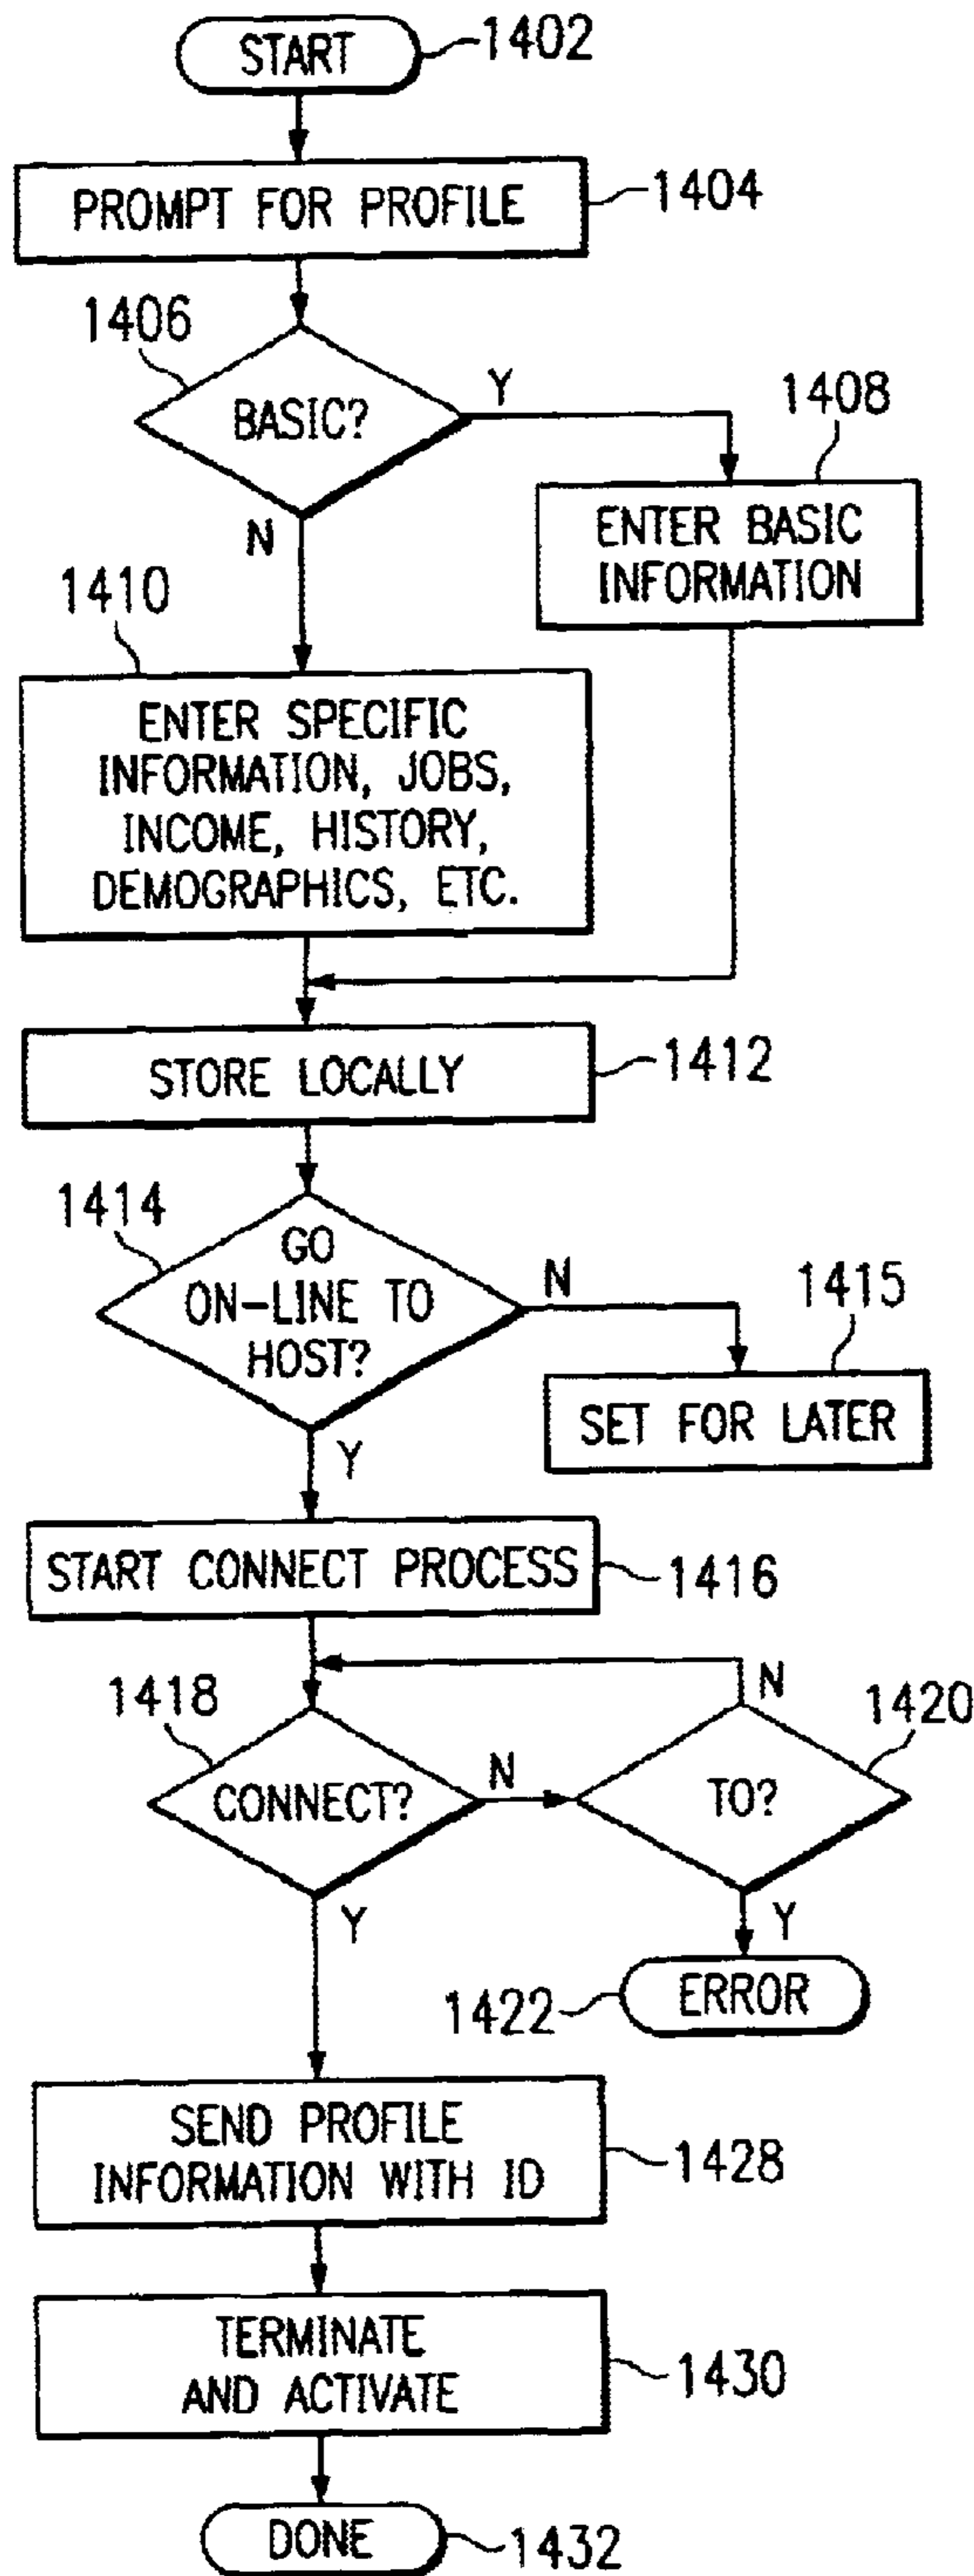 START
1402
PROMPT FOR PROFILE
1404
1406
BASIC?
Y
N
1408
ENTER BASIC
INFORMATION
1410
ENTER SPECIFIC
INFORMATION, JOBS,
INCOME, HISTORY,
DEMOGRAPHICS, ETC.
STORE LOCALLY
1412
1414
GO
ON-LINE TO
HOST?
N
Y
1415
SET FOR LATER
START CONNECT PROCESS
1416
1418
CONNECT?
N
Y
N
1420
TO?
Y
1422
ERROR
SEND PROFILE
INFORMATION WITH ID
1428
TERMINATE
AND ACTIVATE
1430
DONE
1432